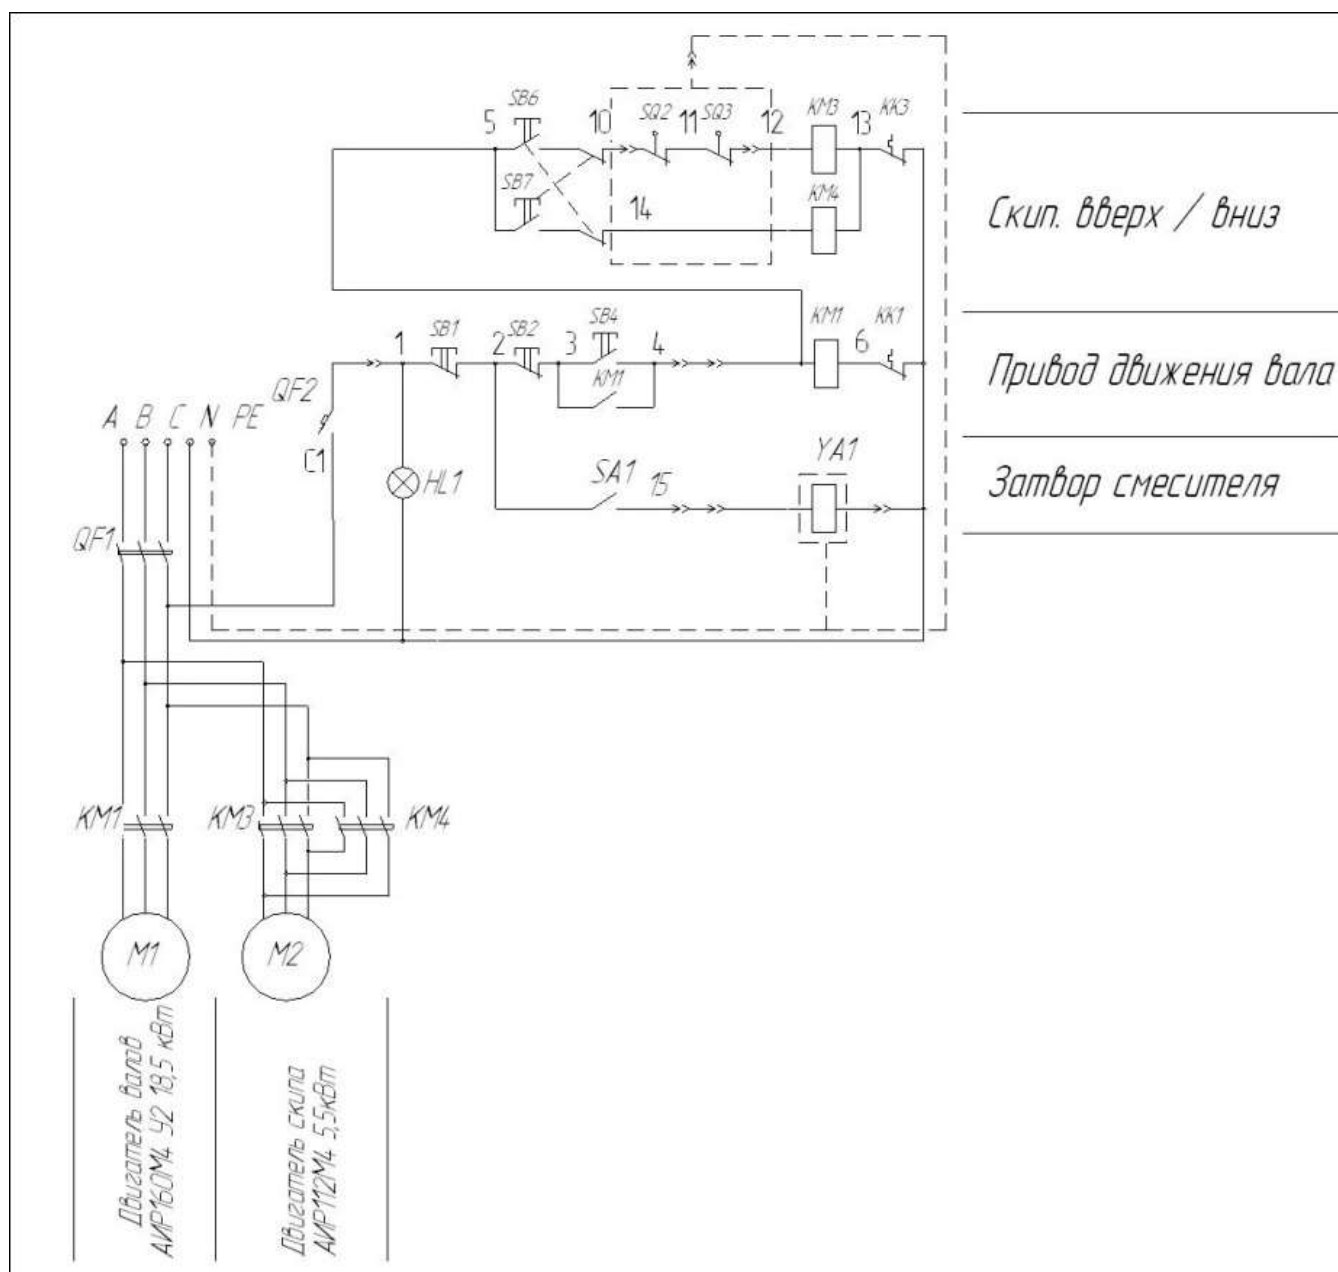 SB6
5
10
SQ2
11
SQ3
12
KM3
13
KK3
SB7
14
KM4
Скип. вверх / вниз
1
SB1
2
SB2
3
SB4
4
KM1
KM1
6
KK1
Привод движения вала
QF2
A B C N PE
C1
HL1
SA1
15
YA1
Затвор смесителя
QF1
KM1
KM3
KM4
M1
M2
Двигатель валов
АИР160М4 У2 18,5 кВт
Двигатель скипа
АИР112М4 5,5кВт